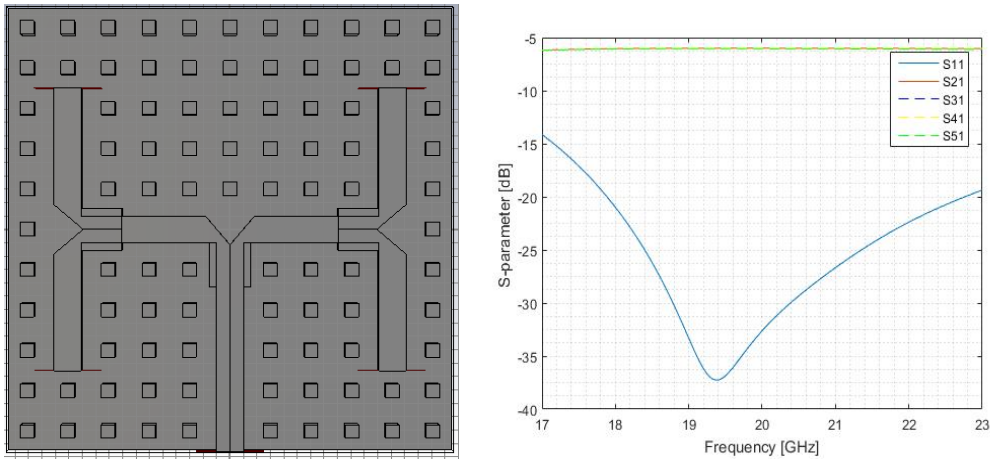 -5
-10
-15
-20
-25
-30
-35
-40
S-parameter [dB]
S11
S21
S31
S41
S51
17 18 19 20 21 22 23
Frequency [GHz]